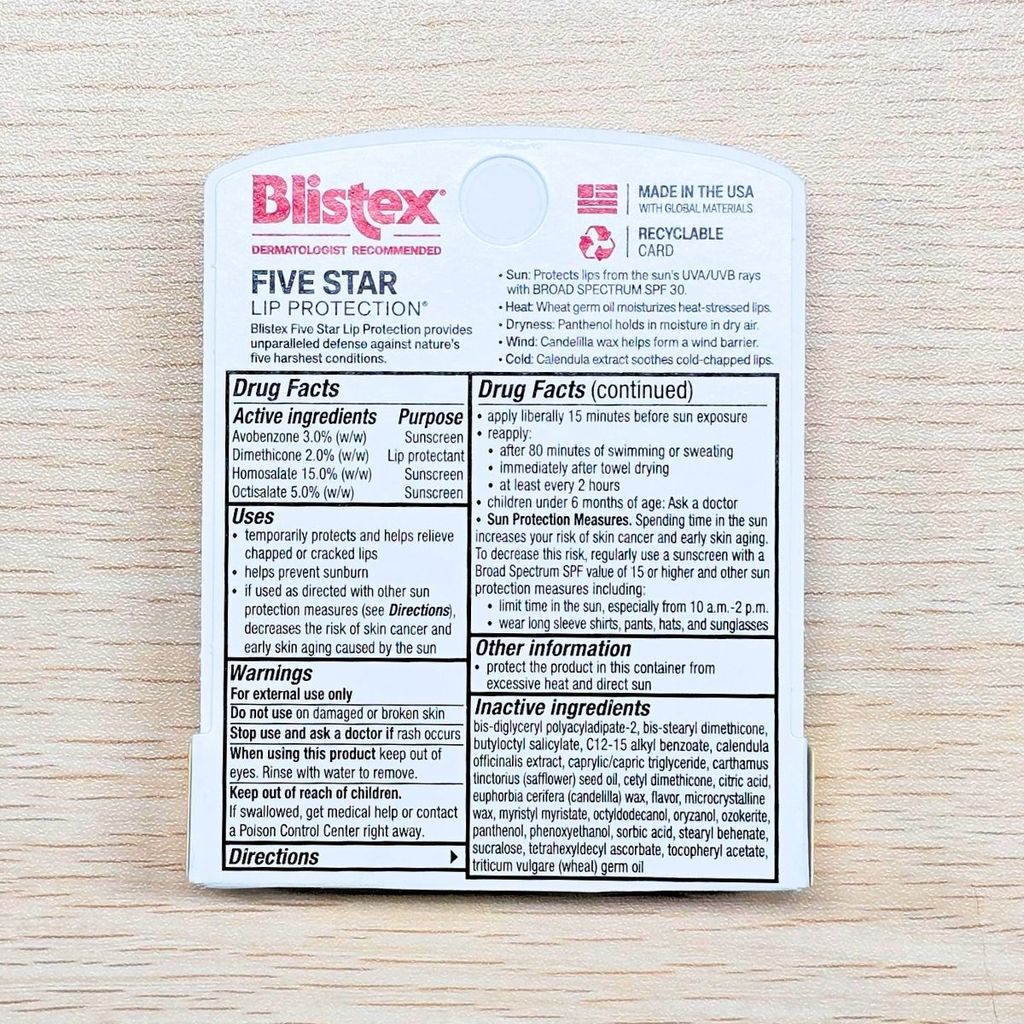 Blistex®
DERMATOLOGIST RECOMMENDED
FIVE STAR
LIP PROTECTION®
Blistex Five Star Lip Protection provides
unparalleled defense against nature's
five harshest conditions.
MADE IN THE USA
WITH GLOBAL MATERIALS
RECYCLABLE
CARD
• Sun: Protects lips from the sun's UVA/UVB rays
with BROAD SPECTRUM SPF 30.
• Heat: Wheat germ oil moisturizes heat-stressed lips.
• Dryness: Panthenol holds in moisture in dry air.
• Wind: Candelilla wax helps form a wind barrier.
• Cold: Calendula extract soothes cold-chapped lips.
Drug Facts
Active ingredients Purpose
Avobenzone 3.0% (w/w) Sunscreen
Dimethicone 2.0% (w/w) Lip protectant
Homosalate 15.0% (w/w) Sunscreen
Octisalate 5.0% (w/w) Sunscreen
Uses
• temporarily protects and helps relieve
chapped or cracked lips
• helps prevent sunburn
• if used as directed with other sun
protection measures (see Directions),
decreases the risk of skin cancer and
early skin aging caused by the sun
Warnings
For external use only
Do not use on damaged or broken skin
Stop use and ask a doctor if rash occurs
When using this product keep out of
eyes. Rinse with water to remove.
Keep out of reach of children.
If swallowed, get medical help or contact
a Poison Control Center right away.
Directions
Drug Facts (continued)
• apply liberally 15 minutes before sun exposure
• reapply:
• after 80 minutes of swimming or sweating
• immediately after towel drying
• at least every 2 hours
• children under 6 months of age: Ask a doctor
• Sun Protection Measures. Spending time in the sun
increases your risk of skin cancer and early skin aging.
To decrease this risk, regularly use a sunscreen with a
Broad Spectrum SPF value of 15 or higher and other sun
protection measures including:
• limit time in the sun, especially from 10 a.m.-2 p.m.
• wear long sleeve shirts, pants, hats, and sunglasses
Other information
• protect the product in this container from
excessive heat and direct sun
Inactive ingredients
bis-diglyceryl polyacyladipate-2, bis-stearyl dimethicone,
butyloctyl salicylate, C12-15 alkyl benzoate, calendula
officinalis extract, caprylic/capric triglyceride, carthamus
tinctorius (safflower) seed oil, cetyl dimethicone, citric acid,
euphorbia cerifera (candelilla) wax, flavor, microcrystalline
wax, myristyl myristate, octyldodecanol, oryzanol, ozokerite,
panthenol, phenoxyethanol, sorbic acid, stearyl behenate,
sucralose, tetrahexyldecyl ascorbate, tocopheryl acetate,
triticum vulgare (wheat) germ oil